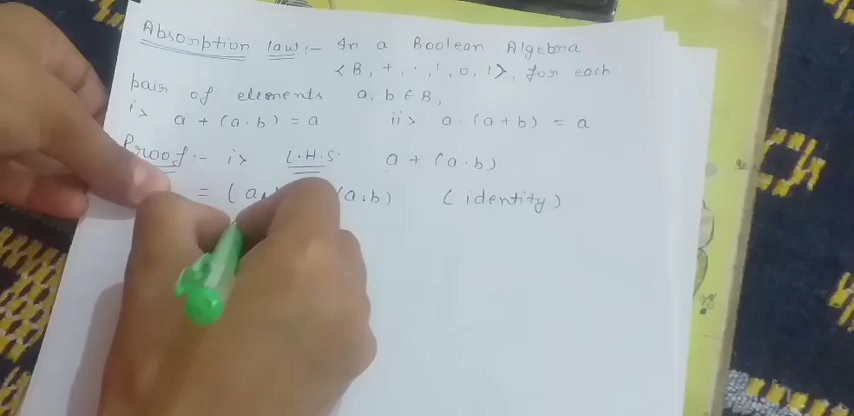 Absorption law :- In a Boolean Algebra
< B, +, ·, ', 0, 1 >, for each
pair of elements a, b ∈ B,
i> a + (a · b) = a ii> a · (a + b) = a
Proof :- i> L.H.S. a + (a · b)
= (a · (a · b) (identity)